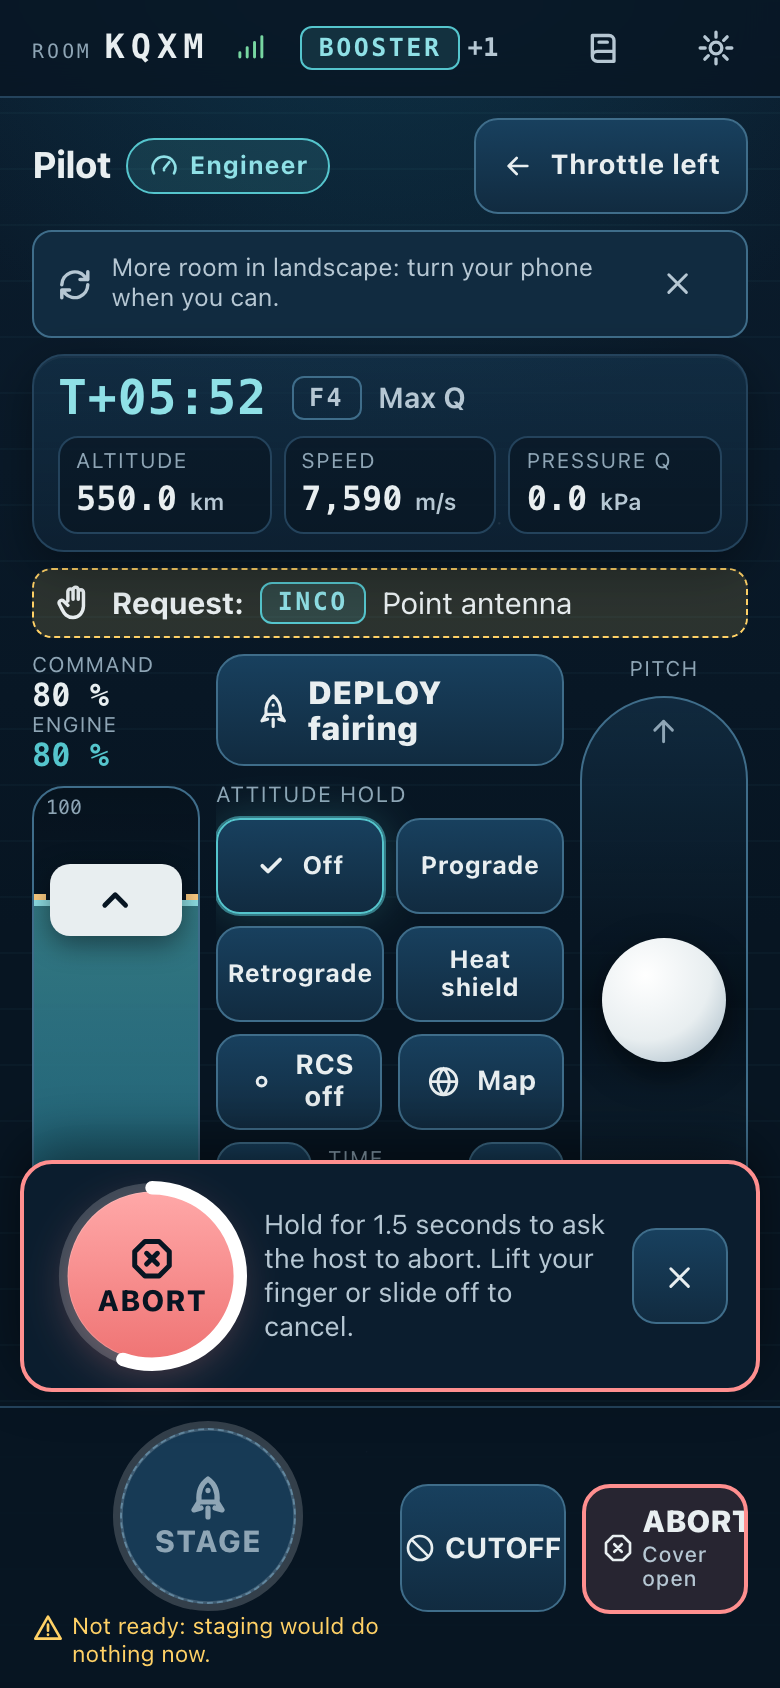 ROOM KQXM BOOSTER +1
Pilot Engineer Throttle left
More room in landscape: turn your phone
when you can.
T+05:52 F4 Max Q
ALTITUDE SPEED PRESSURE Q
550.0 km 7,590 m/s 0.0 kPa
Request: INCO Point antenna
COMMAND
80 %
ENGINE
80 %
100
DEPLOY
fairing
ATTITUDE HOLD
Off Prograde
Retrograde Heat
shield
RCS
off
Map
TIME
PITCH
ABORT
Hold for 1.5 seconds to ask
the host to abort. Lift your
finger or slide off to
cancel.
STAGE
Not ready: staging would do
nothing now.
CUTOFF
ABORT
Cover
open